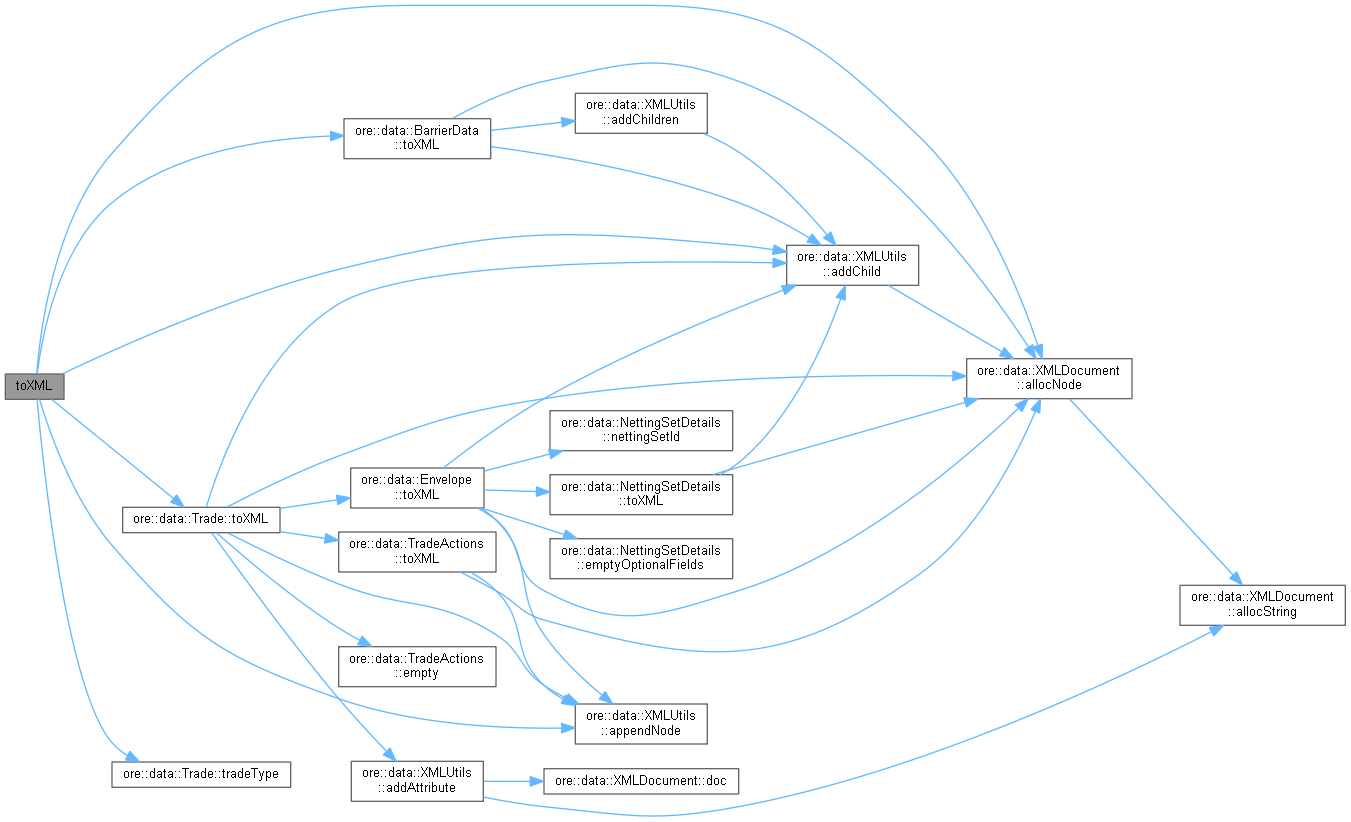 ore::data::BarrierData
::toXML
ore::data::XMLUtils
::addChildren
ore::data::XMLUtils
::addChild
toXML
ore::data::XMLDocument
::allocNode
ore::data::NettingSetDetails
::nettingSetId
ore::data::Envelope
::toXML
ore::data::NettingSetDetails
::toXML
ore::data::Trade::toXML
ore::data::TradeActions
::toXML
ore::data::NettingSetDetails
::emptyOptionalFields
ore::data::XMLDocument
::allocString
ore::data::TradeActions
::empty
ore::data::XMLUtils
::appendNode
ore::data::Trade::tradeType
ore::data::XMLUtils
::addAttribute
ore::data::XMLDocument::doc